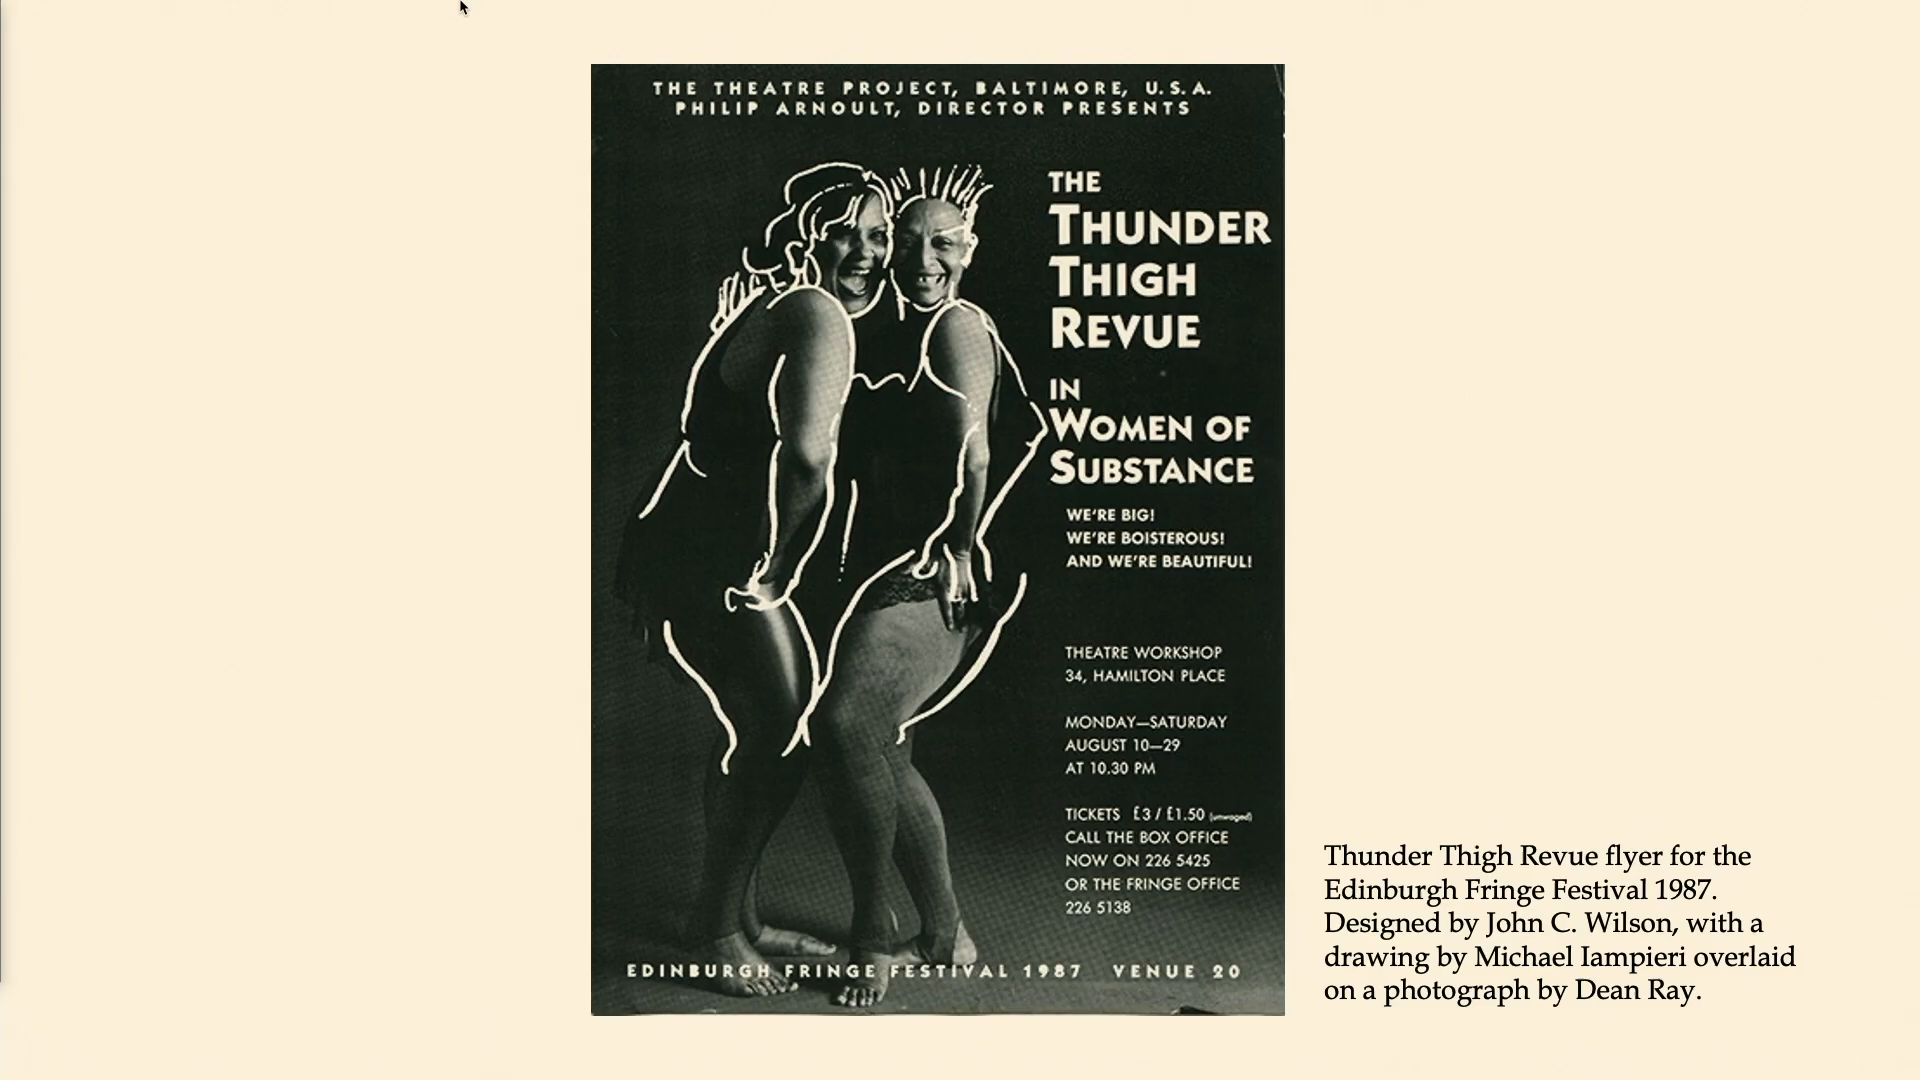 THE THEATRE PROJECT, BALTIMORE, U.S.A.
PHILIP ARNOULT, DIRECTOR PRESENTS
THE
THUNDER
THIGH
REVUE
IN
WOMEN OF
SUBSTANCE
WE'RE BIG!
WE'RE BOISTEROUS!
AND WE'RE BEAUTIFUL!
THEATRE WORKSHOP
34, HAMILTON PLACE
MONDAY—SATURDAY
AUGUST 10—29
AT 10.30 PM
TICKETS £3 / £1.50 (unwaged)
CALL THE BOX OFFICE
NOW ON 226 5425
OR THE FRINGE OFFICE
226 5138
EDINBURGH FRINGE FESTIVAL 1987 VENUE 20
Thunder Thigh Revue flyer for the
Edinburgh Fringe Festival 1987.
Designed by John C. Wilson, with a
drawing by Michael Iampieri overlaid
on a photograph by Dean Ray.